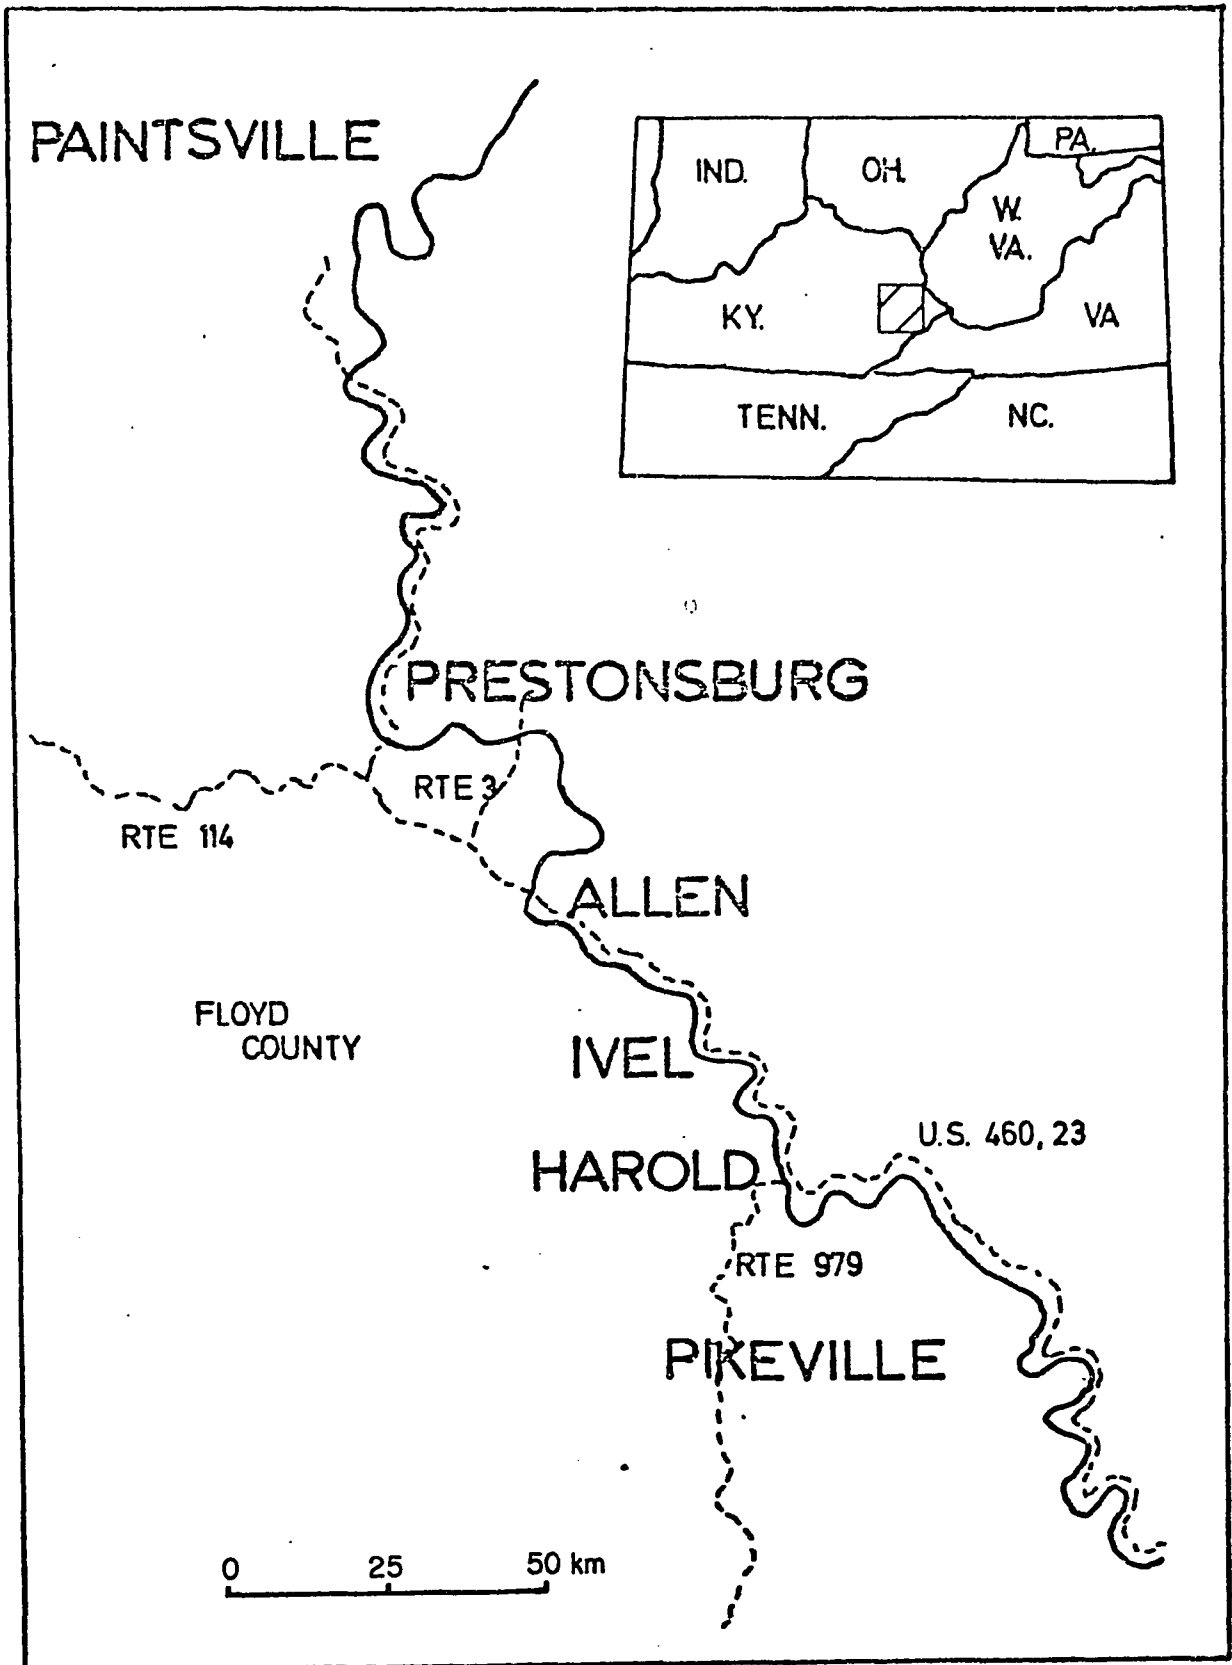 PAINTSVILLE
IND.
OH.
PA.
W.
VA.
KY.
VA
TENN.
NC.
PRESTONSBURG
RTE 3
RTE 114
ALLEN
FLOYD
COUNTY
IVEL
U.S. 460, 23
HAROLD
RTE 979
PIKEVILLE
0 25 50 km